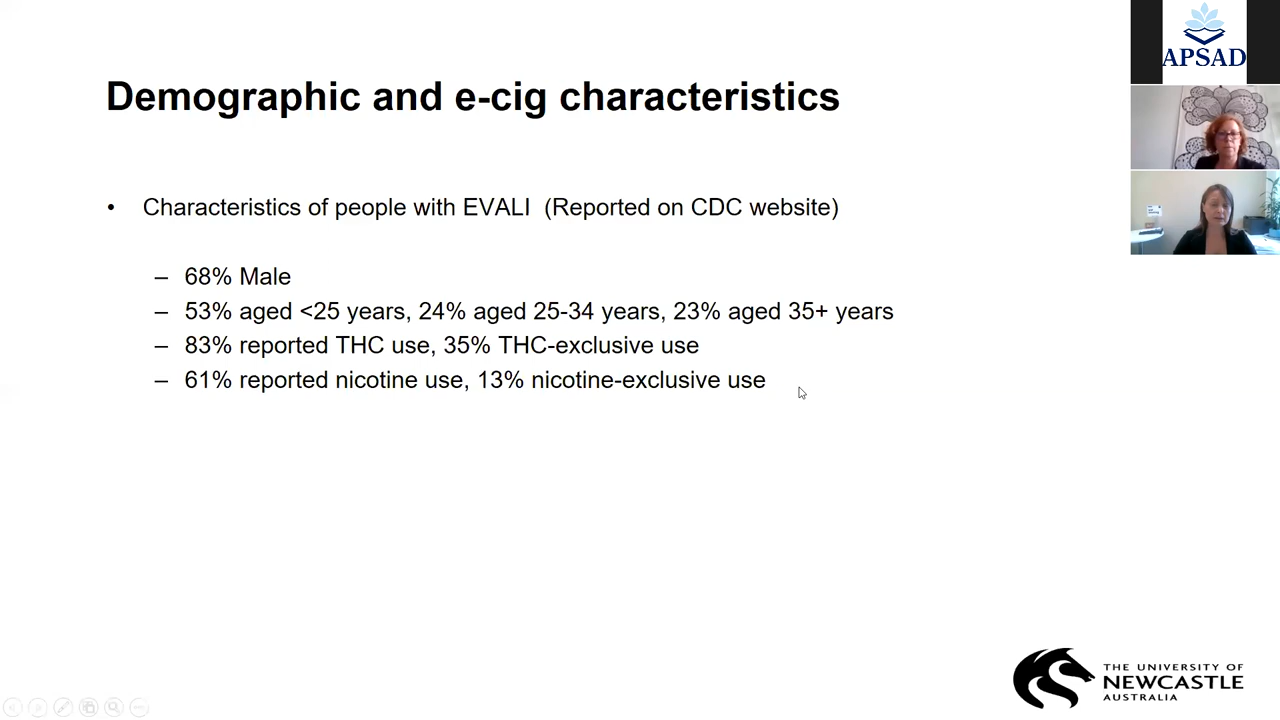 Demographic and e-cig characteristics
• Characteristics of people with EVALI (Reported on CDC website)
– 68% Male
– 53% aged <25 years, 24% aged 25-34 years, 23% aged 35+ years
– 83% reported THC use, 35% THC-exclusive use
– 61% reported nicotine use, 13% nicotine-exclusive use
APSAD
THE UNIVERSITY OF
NEWCASTLE
AUSTRALIA